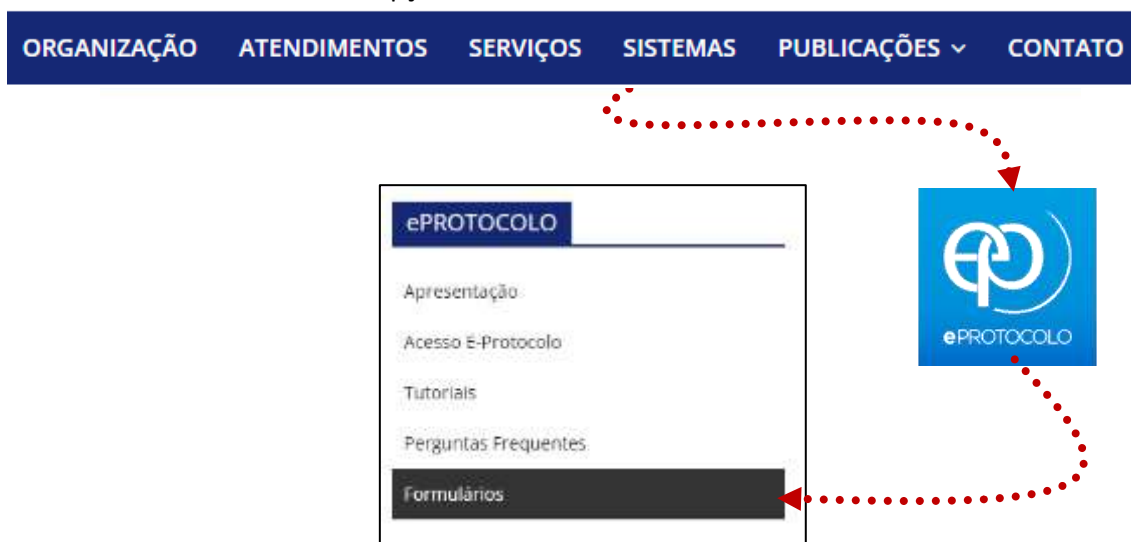 ORGANIZAÇÃO ATENDIMENTOS SERVIÇOS SISTEMAS PUBLICAÇÕES CONTATO
ePROTOCOLO
Apresentação
Acesso E-Protocolo
Tutoriais
Perguntas Frequentes
Formulários
ePROTOCOLO